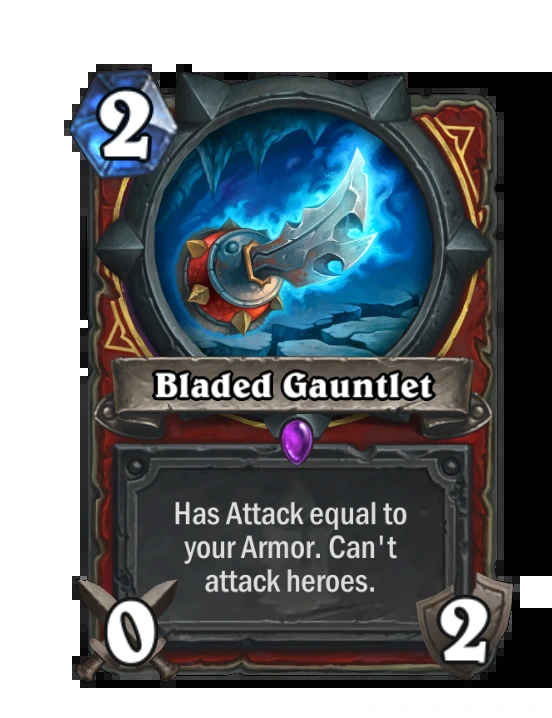 2
Bladed Gauntlet
Has Attack equal to
your Armor. Can't
attack heroes.
0
2